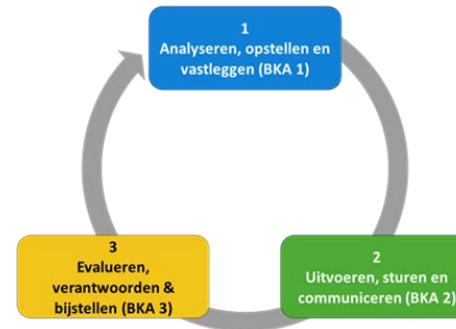 1
Analyseren, opstellen en
vastleggen (BKA 1)
2
Uitvoeren, sturen en
communiceren (BKA 2)
3
Evalueren,
verantwoorden &
bijstellen (BKA 3)